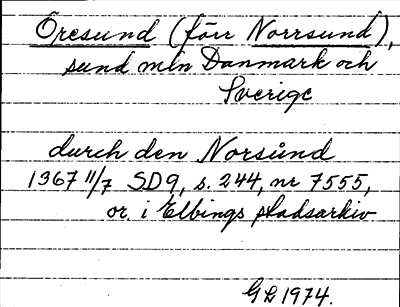 Öresund (förr Norrsund),
sund mln Danmark och
Sverige
durch den Norsůnd
1367 11/7 SD9, s. 244, nr 7555,
or. i Elbings stadsarkiv
GL 1974.